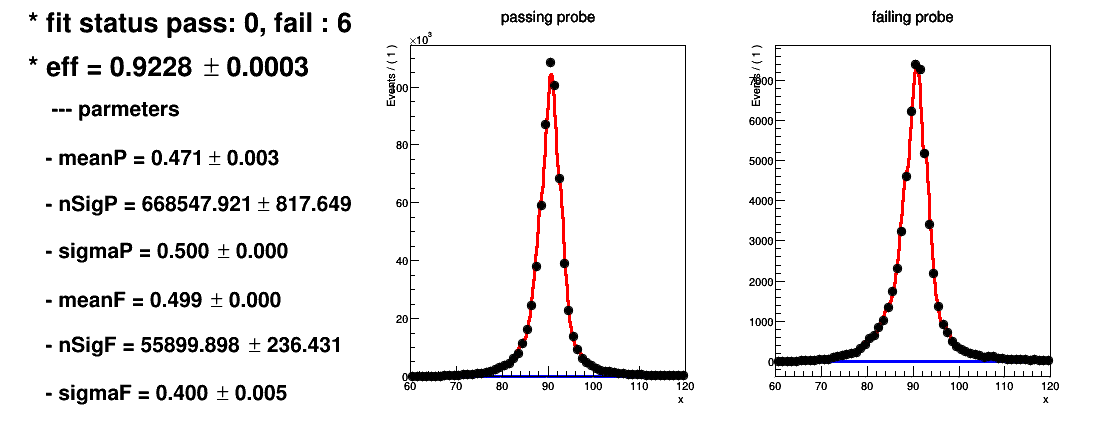 * fit status pass: 0, fail : 6
* eff = 0.9228 ± 0.0003
--- parmeters
- meanP = 0.471 ± 0.003
- nSigP = 668547.921 ± 817.649
- sigmaP = 0.500 ± 0.000
- meanF = 0.499 ± 0.000
- nSigF = 55899.898 ± 236.431
- sigmaF = 0.400 ± 0.005
passing probe
×10³
Events / ( 1 )
100
80
60
40
20
0
60 70 80 90 100 110 120
x
failing probe
Events / ( 1 )
7000
6000
5000
4000
3000
2000
1000
0
60 70 80 90 100 110 120
x